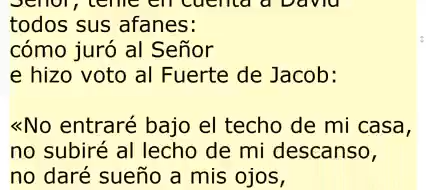 Señor, tenle en cuenta a David
todos sus afanes:
cómo juró al Señor
e hizo voto al Fuerte de Jacob:

«No entraré bajo el techo de mi casa,
no subiré al lecho de mi descanso,
no daré sueño a mis ojos,